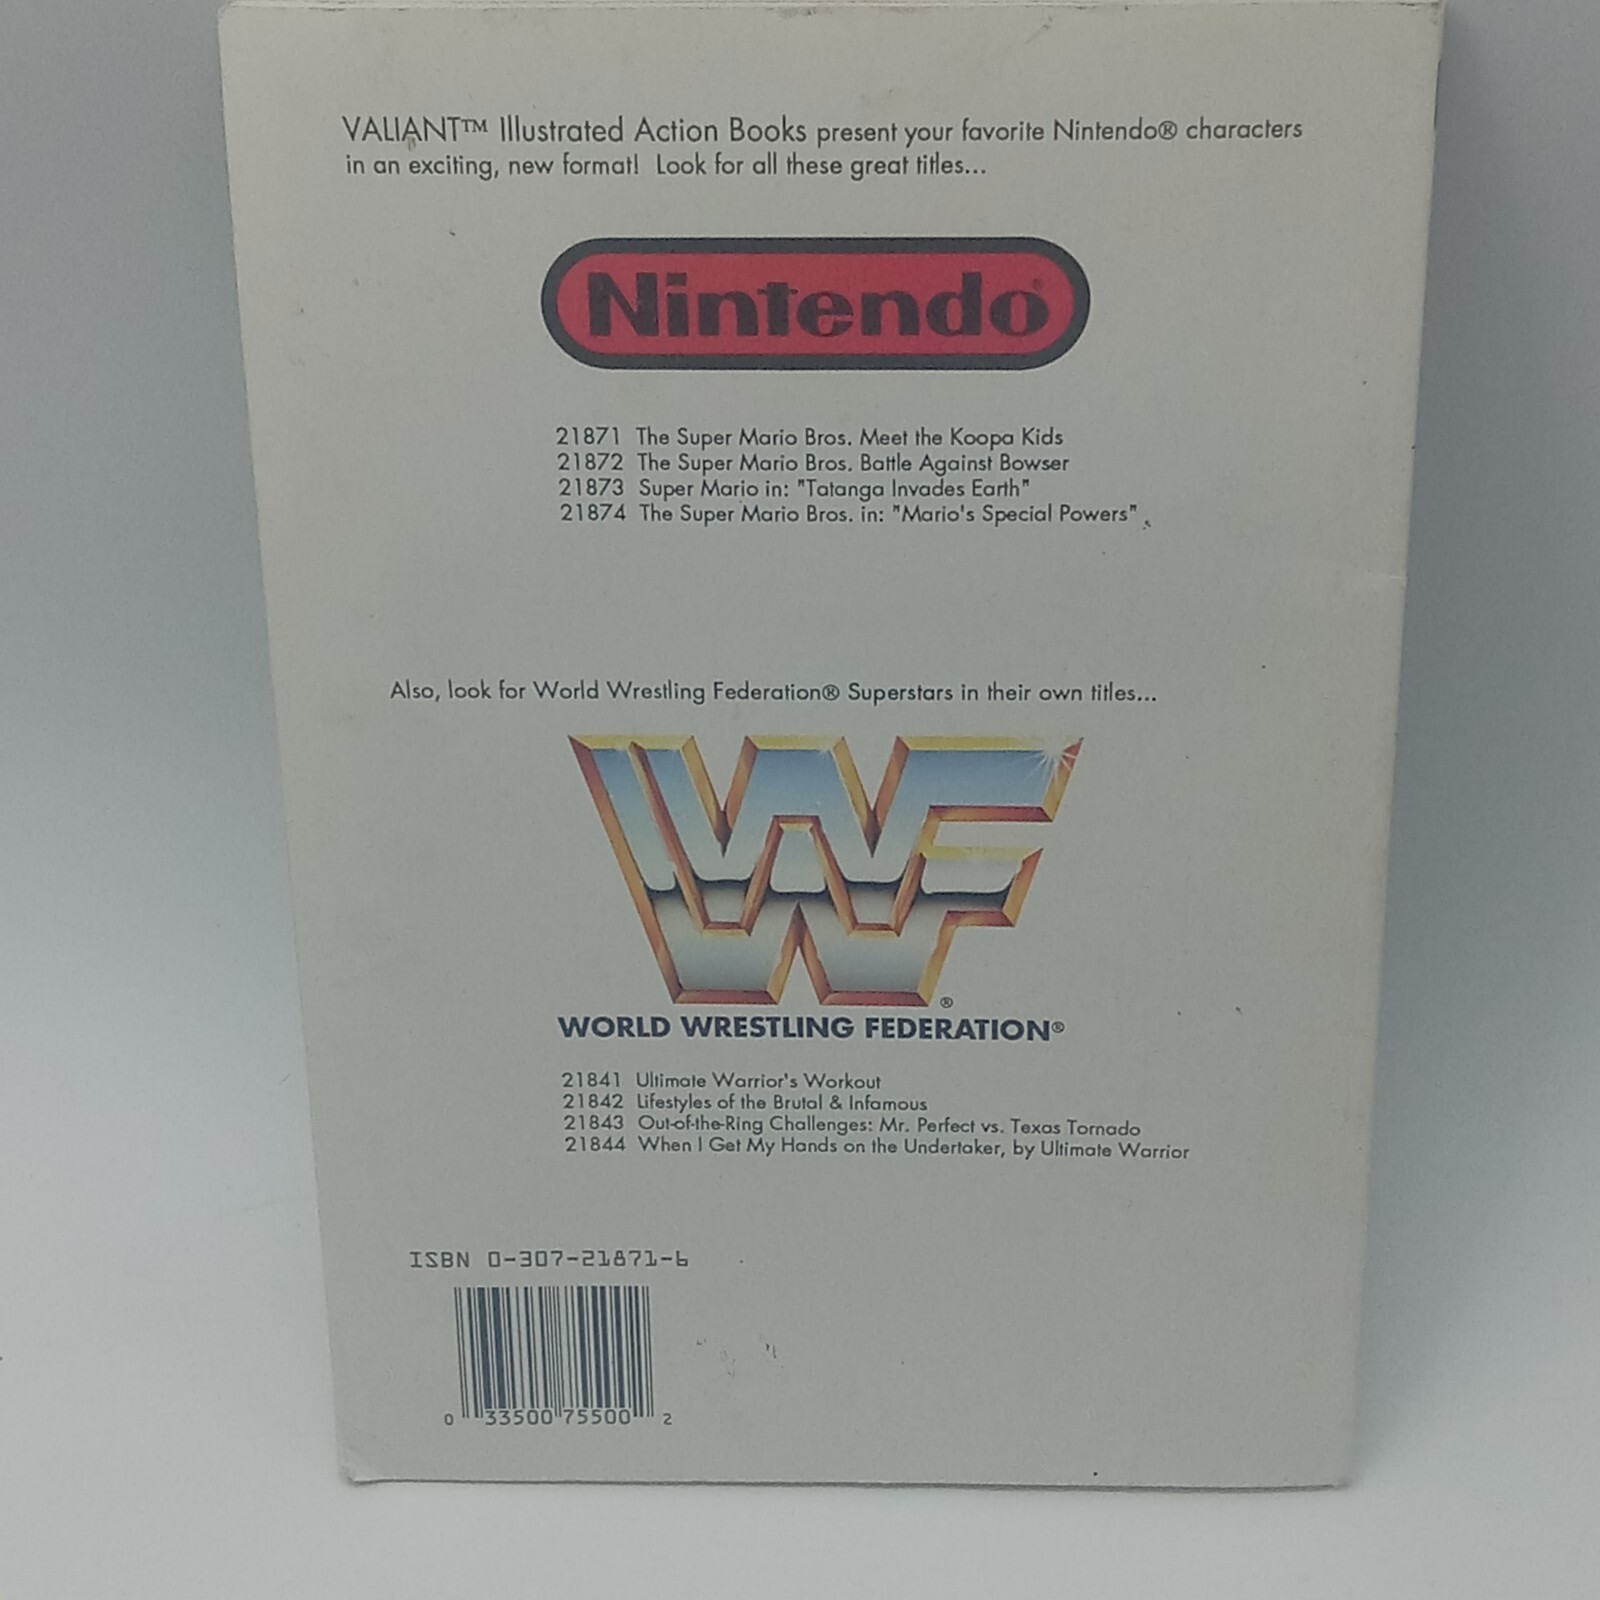 VALIANT™ Illustrated Action Books present your favorite Nintendo® characters
in an exciting, new format! Look for all these great titles...
Nintendo®
21871 The Super Mario Bros. Meet the Koopa Kids
21872 The Super Mario Bros. Battle Against Bowser
21873 Super Mario in: "Tatanga Invades Earth"
21874 The Super Mario Bros. in: "Mario's Special Powers"
Also, look for World Wrestling Federation® Superstars in their own titles...
WF ®
WORLD WRESTLING FEDERATION®
21841 Ultimate Warrior's Workout
21842 Lifestyles of the Brutal & Infamous
21843 Out-of-the-Ring Challenges: Mr. Perfect vs. Texas Tornado
21844 When I Get My Hands on the Undertaker, by Ultimate Warrior
ISBN 0-307-21871-6
0 33500 75500 2